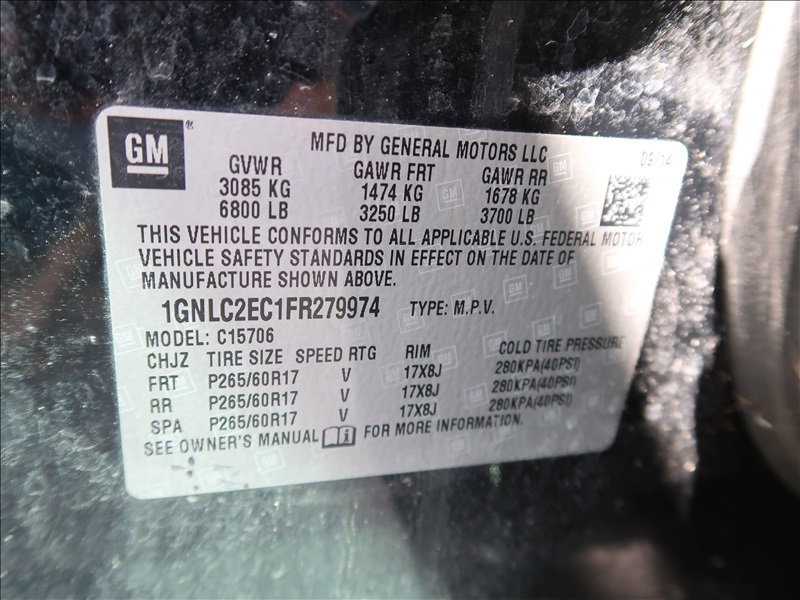 GM®
MFD BY GENERAL MOTORS LLC
GVWR GAWR FRT GAWR RR
3085 KG 1474 KG 1678 KG
6800 LB 3250 LB 3700 LB
THIS VEHICLE CONFORMS TO ALL APPLICABLE U.S. FEDERAL MOTOR
VEHICLE SAFETY STANDARDS IN EFFECT ON THE DATE OF
MANUFACTURE SHOWN ABOVE.
1GNLC2EC1FR279974 TYPE: M.P.V.
MODEL: C15706
CHJZ TIRE SIZE SPEED RTG RIM COLD TIRE PRESSURE
FRT P265/60R17 V 17X8J 280KPA(40PSI)
RR P265/60R17 V 17X8J 280KPA(40PSI)
SPA P265/60R17 V 17X8J 280KPA(40PSI)
SEE OWNER'S MANUAL FOR MORE INFORMATION.